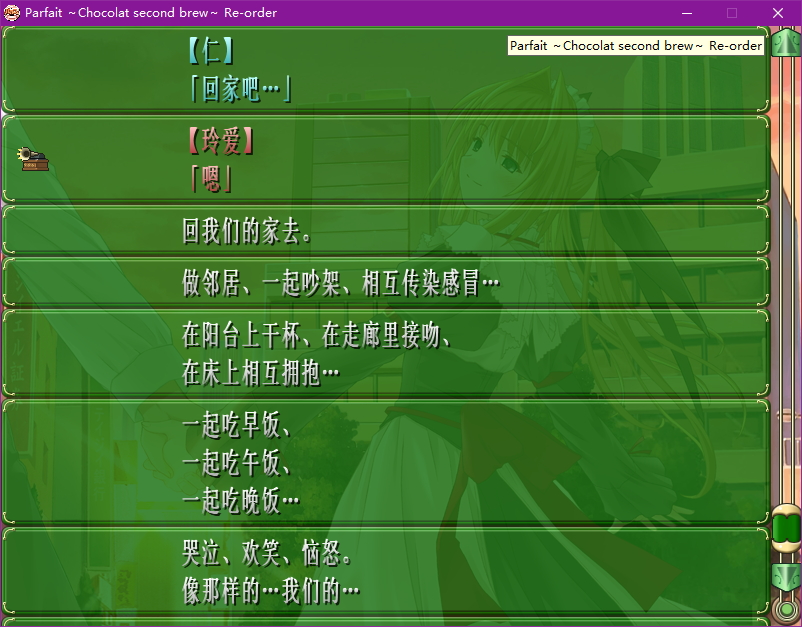 Parfait ～Chocolat second brew～ Re-order
Parfait ～Chocolat second brew～ Re-order
【仁】
「回家吧…」
【玲爱】
「嗯」
回我们的家去。
做邻居、一起吵架、相互传染感冒…
在阳台上干杯、在走廊里接吻、
在床上相互拥抱…
一起吃早饭、
一起吃午饭、
一起吃晚饭…
哭泣、欢笑、恼怒。
像那样的…我们的…